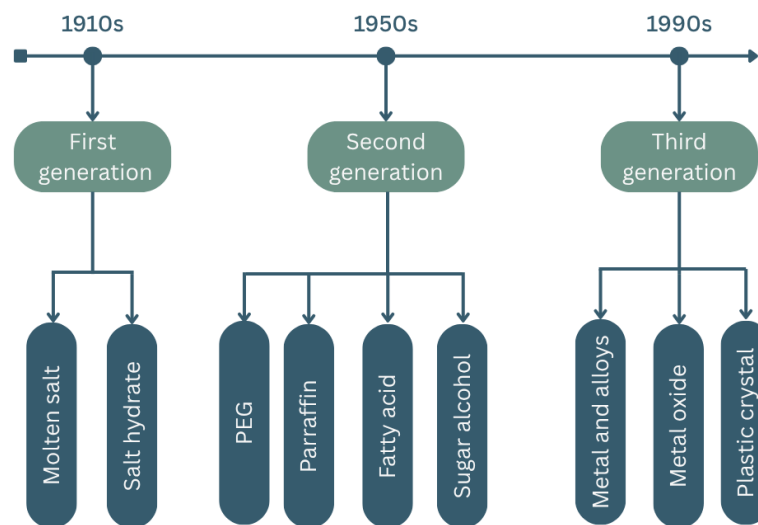 1910s
1950s
1990s
First
generation
Second
generation
Third
generation
Molten salt
Salt hydrate
PEG
Parraffin
Fatty acid
Sugar alcohol
Metal and alloys
Metal oxide
Plastic crystal